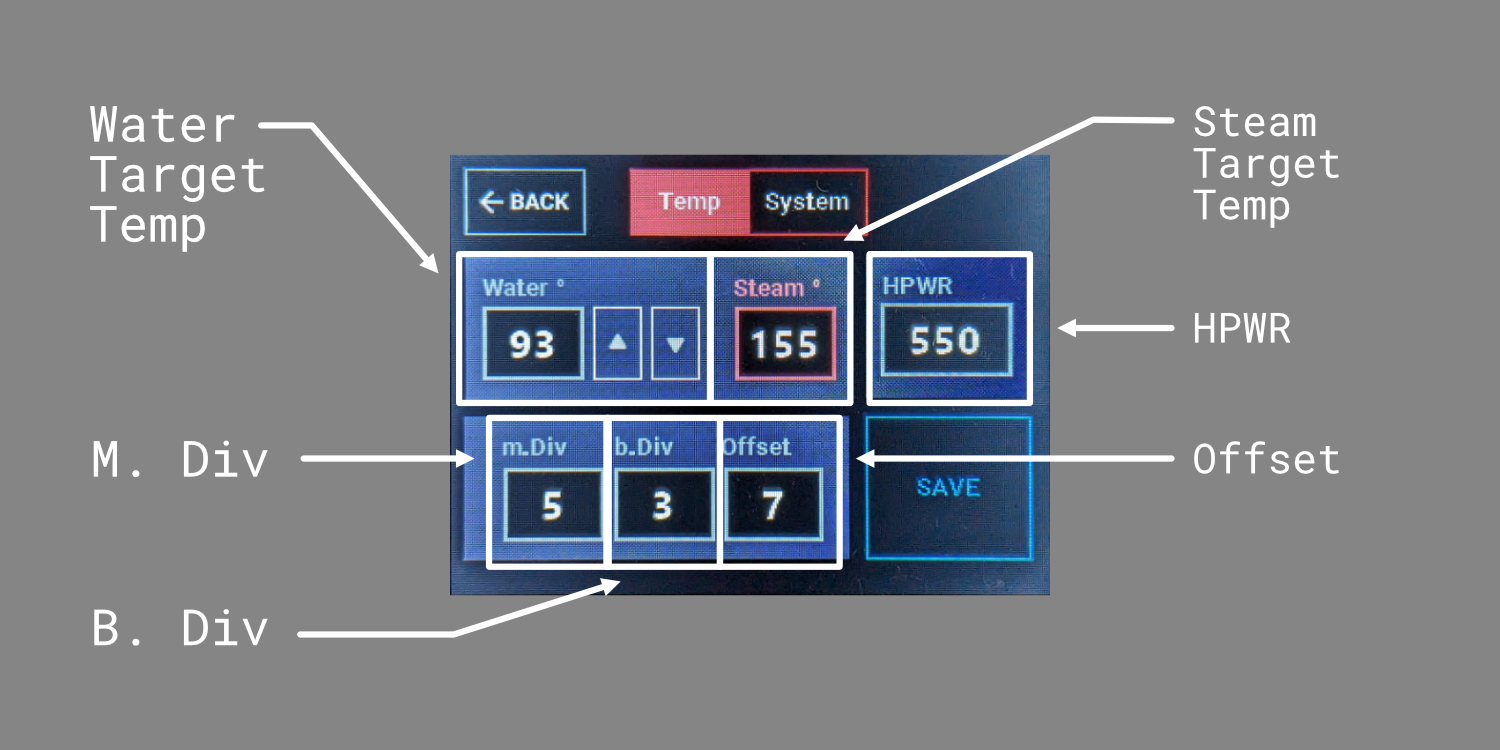 Water
Target
Temp
Steam
Target
Temp
← BACK
Temp
System
Water °
Steam °
HPWR
93
▲
▼
155
550
HPWR
M. Div
m.Div
b.Div
Offset
5
3
7
SAVE
Offset
B. Div